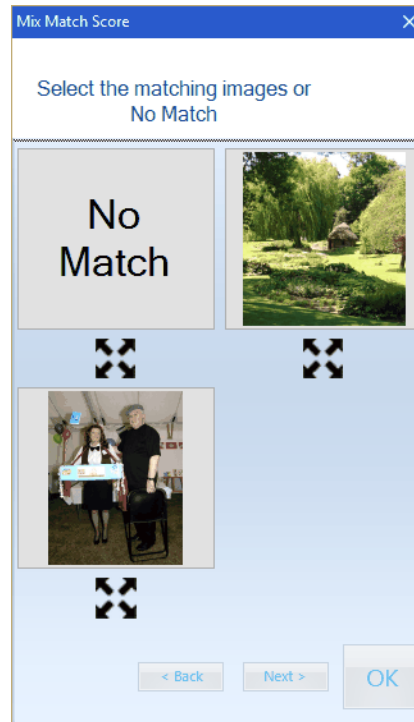 Mix Match Score
Select the matching images or
No Match
No
Match
< Back
Next >
OK